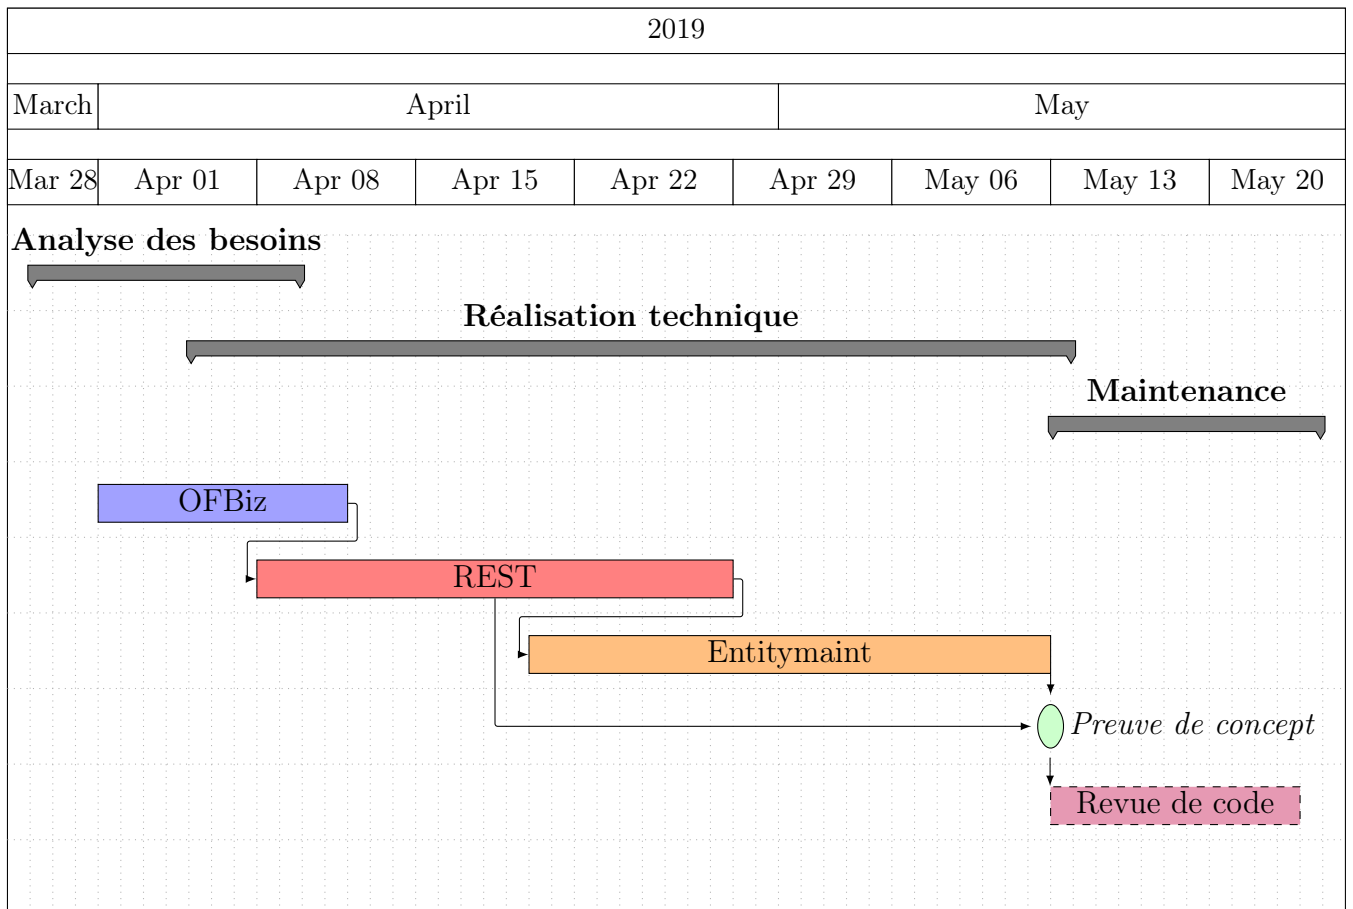 2019
March April May
Mar 28 Apr 01 Apr 08 Apr 15 Apr 22 Apr 29 May 06 May 13 May 20
Analyse des besoins
Réalisation technique
Maintenance
OFBiz
REST
Entitymaint
Preuve de concept
Revue de code